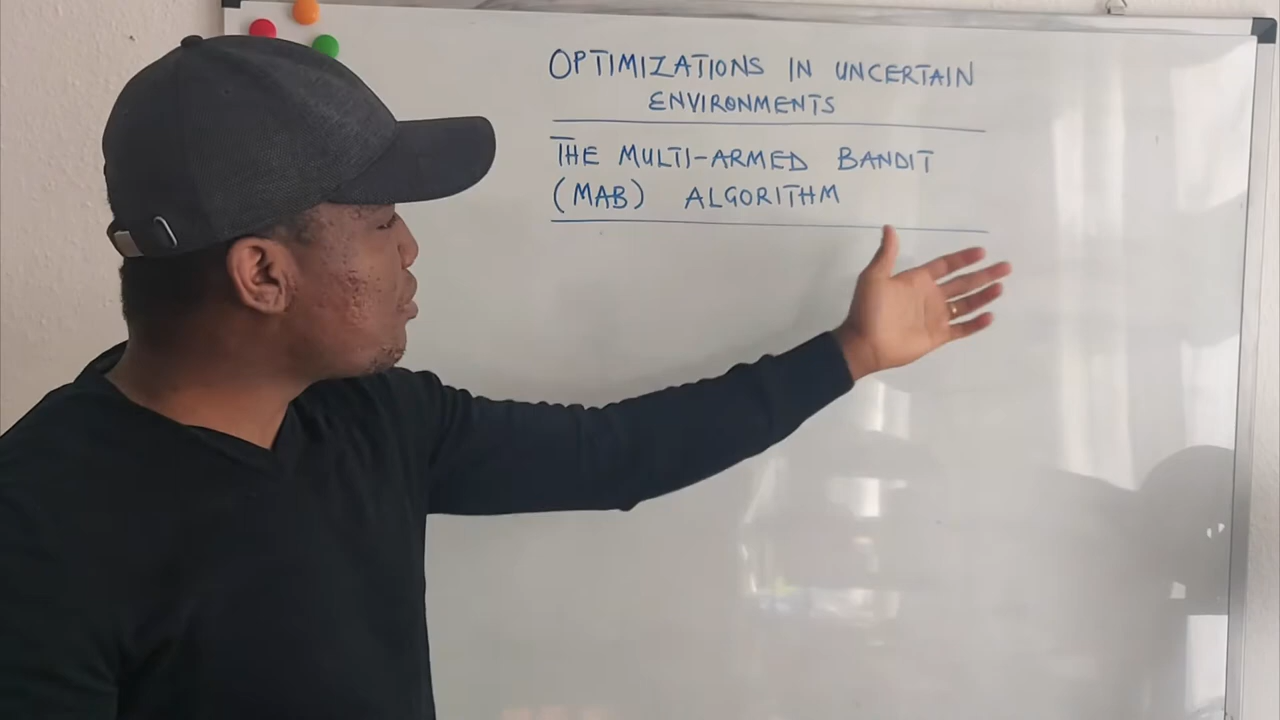 OPTIMIZATIONS IN UNCERTAIN
ENVIRONMENTS
THE MULTI-ARMED BANDIT
(MAB) ALGORITHM